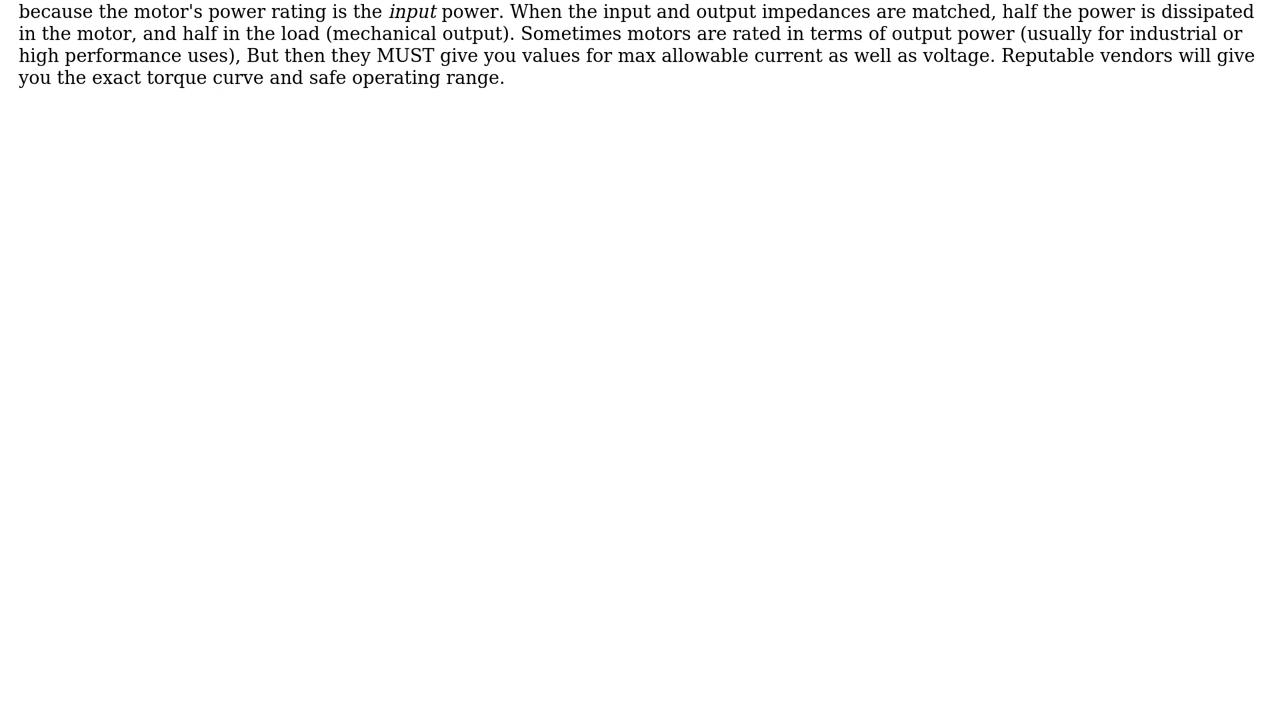 because the motor's power rating is the input power. When the input and output impedances are matched, half the power is dissipated
in the motor, and half in the load (mechanical output). Sometimes motors are rated in terms of output power (usually for industrial or
high performance uses), But then they MUST give you values for max allowable current as well as voltage. Reputable vendors will give
you the exact torque curve and safe operating range.